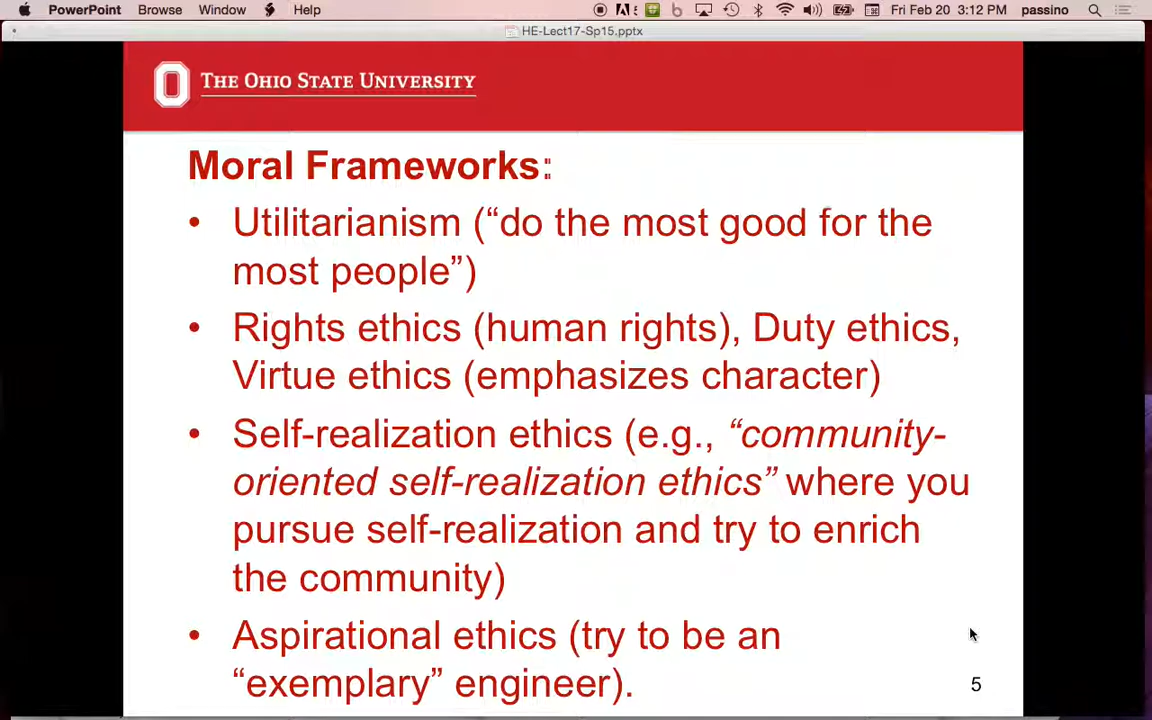 PowerPoint Browse Window Help Fri Feb 20 3:12 PM passino
HE-Lect17-Sp15.pptx
THE OHIO STATE UNIVERSITY
Moral Frameworks:
• Utilitarianism (“do the most good for the
most people”)
• Rights ethics (human rights), Duty ethics,
Virtue ethics (emphasizes character)
• Self-realization ethics (e.g., “community-
oriented self-realization ethics” where you
pursue self-realization and try to enrich
the community)
• Aspirational ethics (try to be an
“exemplary” engineer).
5